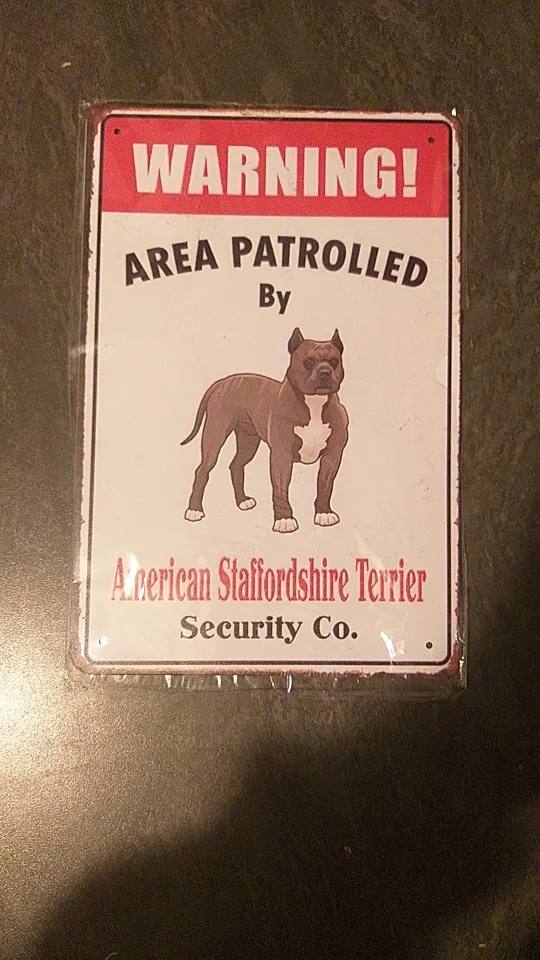 WARNING!
AREA PATROLLED
By
American Staffordshire Terrier
Security Co.